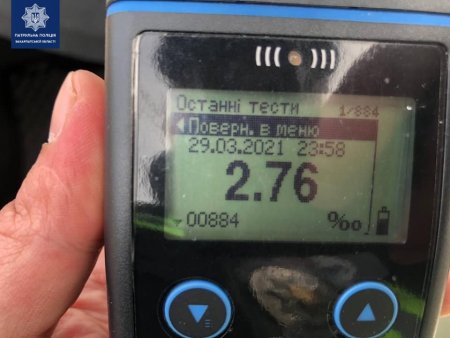 ПАТРУЛЬНА ПОЛІЦІЯ
ЗАКАРПАТСЬКОЇ ОБЛАСТІ
Останні тести 1/884
Поверн. в меню
29.03.2021 23:58
2.76
00884 ‰